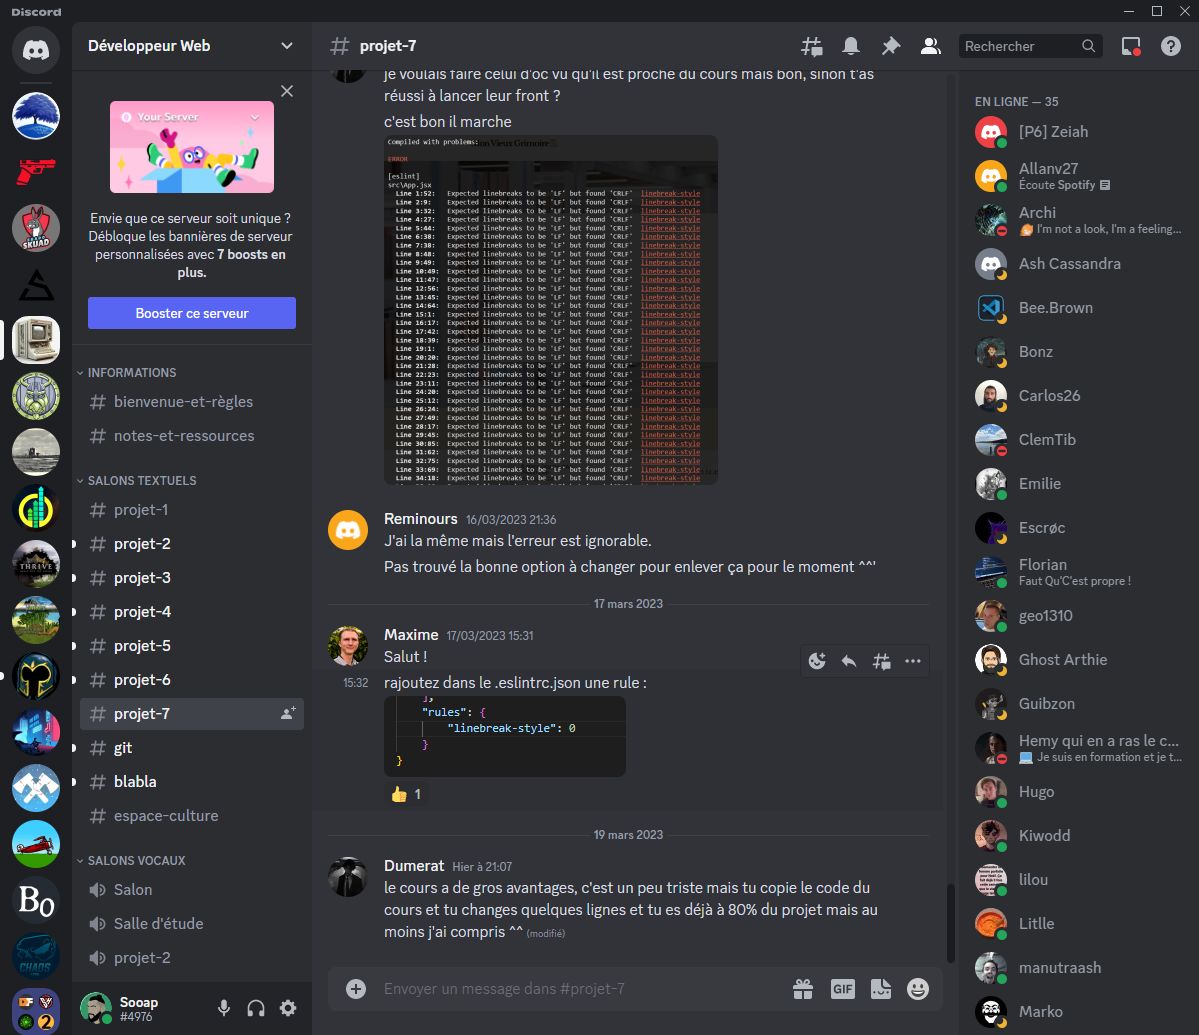 Discord
Développeur Web
Your Server
Envie que ce serveur soit unique ?
Débloque les bannières de serveur
personnalisées avec 7 boosts en
plus.
Booster ce serveur
INFORMATIONS
bienvenue-et-règles
notes-et-ressources
SALONS TEXTUELS
projet-1
projet-2
projet-3
projet-4
projet-5
projet-6
projet-7
git
blabla
espace-culture
SALONS VOCAUX
Salon
Salle d'étude
projet-2
Sooap
#4976
SKUAD
THRIVE
BO
CHAOS
projet-7
Rechercher
je voulais faire celui d'oc vu qu'il est proche du cours mais bon, sinon t'as
réussi à lancer leur front ?
c'est bon il marche
Compiled with problems:
Mon Vieux Grimoire
ERROR
[eslint]
src\App.jsx
Line 1:52: Expected linebreaks to be 'LF' but found 'CRLF' linebreak-style
Line 2:9: Expected linebreaks to be 'LF' but found 'CRLF' linebreak-style
Line 3:32: Expected linebreaks to be 'LF' but found 'CRLF' linebreak-style
Line 4:27: Expected linebreaks to be 'LF' but found 'CRLF' linebreak-style
Line 5:44: Expected linebreaks to be 'LF' but found 'CRLF' linebreak-style
Line 6:38: Expected linebreaks to be 'LF' but found 'CRLF' linebreak-style
Line 7:38: Expected linebreaks to be 'LF' but found 'CRLF' linebreak-style
Line 8:48: Expected linebreaks to be 'LF' but found 'CRLF' linebreak-style
Line 9:49: Expected linebreaks to be 'LF' but found 'CRLF' linebreak-style
Line 10:49: Expected linebreaks to be 'LF' but found 'CRLF' linebreak-style
Line 11:47: Expected linebreaks to be 'LF' but found 'CRLF' linebreak-style
Line 12:56: Expected linebreaks to be 'LF' but found 'CRLF' linebreak-style
Line 13:45: Expected linebreaks to be 'LF' but found 'CRLF' linebreak-style
Line 14:64: Expected linebreaks to be 'LF' but found 'CRLF' linebreak-style
Line 15:1: Expected linebreaks to be 'LF' but found 'CRLF' linebreak-style
Line 16:17: Expected linebreaks to be 'LF' but found 'CRLF' linebreak-style
Line 17:42: Expected linebreaks to be 'LF' but found 'CRLF' linebreak-style
Line 18:39: Expected linebreaks to be 'LF' but found 'CRLF' linebreak-style
Line 19:1: Expected linebreaks to be 'LF' but found 'CRLF' linebreak-style
Line 20:20: Expected linebreaks to be 'LF' but found 'CRLF' linebreak-style
Line 21:28: Expected linebreaks to be 'LF' but found 'CRLF' linebreak-style
Line 22:23: Expected linebreaks to be 'LF' but found 'CRLF' linebreak-style
Line 23:11: Expected linebreaks to be 'LF' but found 'CRLF' linebreak-style
Line 24:20: Expected linebreaks to be 'LF' but found 'CRLF' linebreak-style
Line 25:12: Expected linebreaks to be 'LF' but found 'CRLF' linebreak-style
Line 26:24: Expected linebreaks to be 'LF' but found 'CRLF' linebreak-style
Line 27:49: Expected linebreaks to be 'LF' but found 'CRLF' linebreak-style
Line 28:17: Expected linebreaks to be 'LF' but found 'CRLF' linebreak-style
Line 29:45: Expected linebreaks to be 'LF' but found 'CRLF' linebreak-style
Line 30:85: Expected linebreaks to be 'LF' but found 'CRLF' linebreak-style
Line 31:62: Expected linebreaks to be 'LF' but found 'CRLF' linebreak-style
Line 32:75: Expected linebreaks to be 'LF' but found 'CRLF' linebreak-style
Line 33:69: Expected linebreaks to be 'LF' but found 'CRLF' linebreak-style
Line 34:18: Expected linebreaks to be 'LF' but found 'CRLF' linebreak-style
Reminours 16/03/2023 21:36
J'ai la même mais l'erreur est ignorable.
Pas trouvé la bonne option à changer pour enlever ça pour le moment ^^'
17 mars 2023
Maxime 17/03/2023 15:31
Salut !
15:32 rajoutez dans le .eslintrc.json une rule :
],
"rules": {
"linebreak-style": 0
}
}
👍 1
19 mars 2023
Dumerat Hier à 21:07
le cours a de gros avantages, c'est un peu triste mais tu copie le code du
cours et tu changes quelques lignes et tu es déjà à 80% du projet mais au
moins j'ai compris ^^ (modifié)
Envoyer un message dans #projet-7
GIF
EN LIGNE — 35
[P6] Zeiah
Allanv27
Écoute Spotify
Archi
I'm not a look, I'm a feeling...
Ash Cassandra
Bee.Brown
Bonz
Carlos26
ClemTib
Emilie
Escrøc
Florian
Faut Qu'C'est propre !
geo1310
Ghost Arthie
Guibzon
Hemy qui en a ras le c...
💻 Je suis en formation et je t...
Hugo
Kiwodd
lilou
Litlle
manutraash
Marko